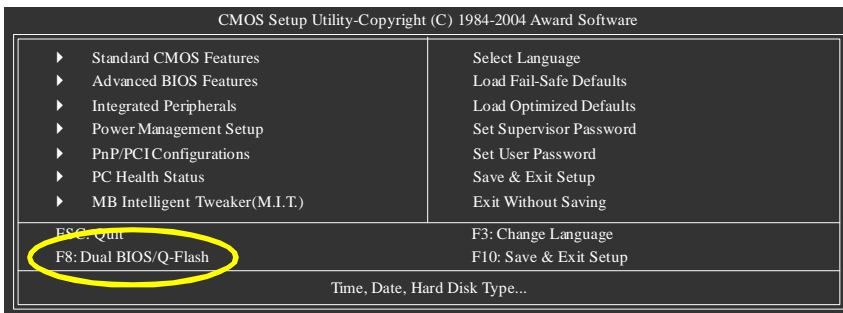 CMOS Setup Utility-Copyright (C) 1984-2004 Award Software
Standard CMOS Features
Advanced BIOS Features
Integrated Peripherals
Power Management Setup
PnP/PCI Configurations
PC Health Status
MB Intelligent Tweaker(M.I.T.)
Select Language
Load Fail-Safe Defaults
Load Optimized Defaults
Set Supervisor Password
Set User Password
Save & Exit Setup
Exit Without Saving
ESC: Quit
F8: Dual BIOS/Q-Flash
F3: Change Language
F10: Save & Exit Setup
Time, Date, Hard Disk Type...